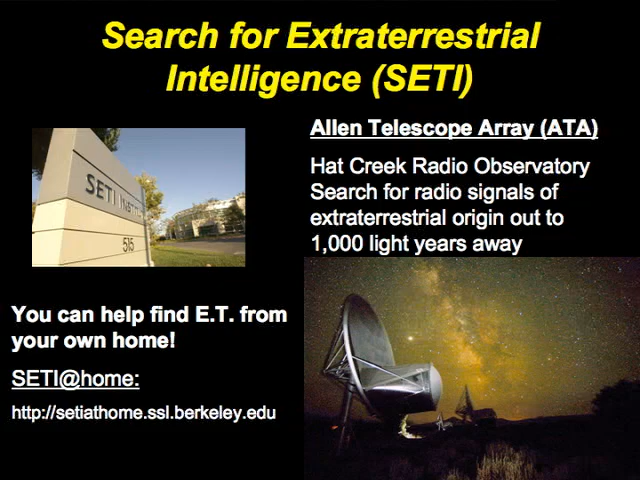 Search for Extraterrestrial
Intelligence (SETI)
Allen Telescope Array (ATA)
Hat Creek Radio Observatory
Search for radio signals of
extraterrestrial origin out to
1,000 light years away
SETI INSTITUTE
515
You can help find E.T. from
your own home!
SETI@home:
http://setiathome.ssl.berkeley.edu